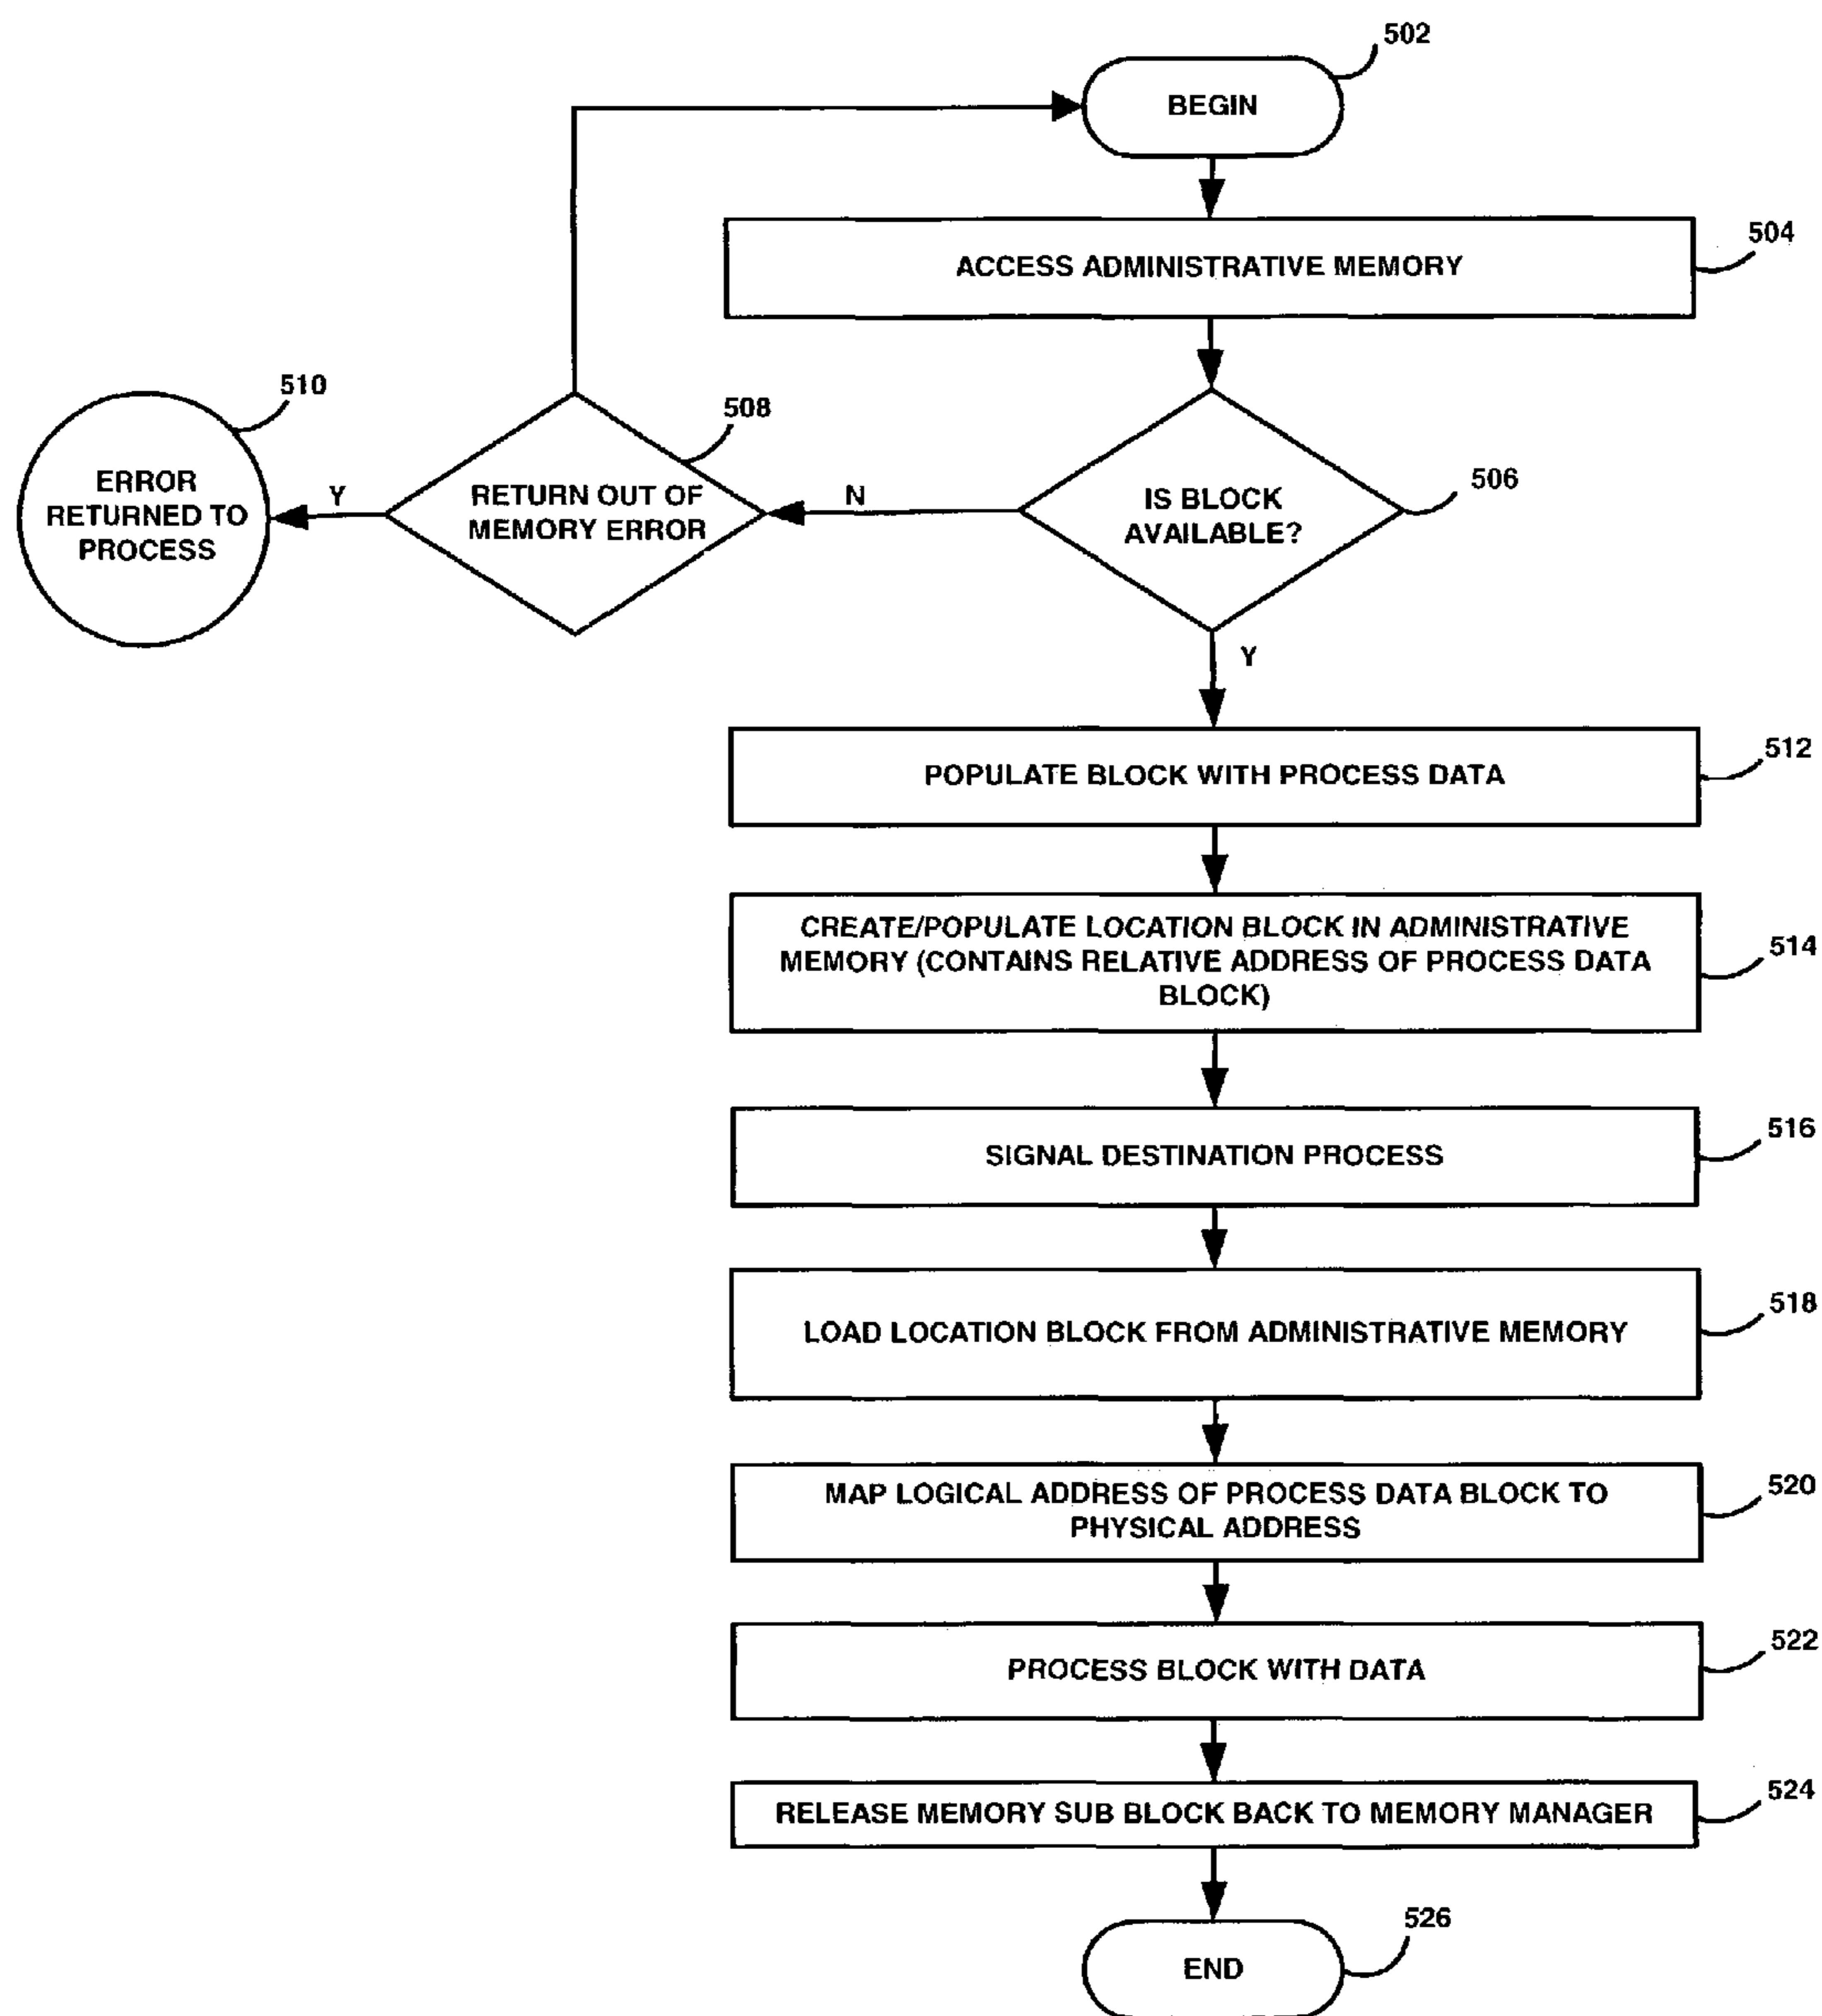 502
BEGIN
504
ACCESS ADMINISTRATIVE MEMORY
510
508
506
ERROR
RETURNED TO
PROCESS
Y
RETURN OUT OF
MEMORY ERROR
N
IS BLOCK
AVAILABLE?
Y
512
POPULATE BLOCK WITH PROCESS DATA
CREATE/POPULATE LOCATION BLOCK IN ADMINISTRATIVE
MEMORY (CONTAINS RELATIVE ADDRESS OF PROCESS DATA
BLOCK)
514
516
SIGNAL DESTINATION PROCESS
518
LOAD LOCATION BLOCK FROM ADMINISTRATIVE MEMORY
520
MAP LOGICAL ADDRESS OF PROCESS DATA BLOCK TO
PHYSICAL ADDRESS
522
PROCESS BLOCK WITH DATA
524
RELEASE MEMORY SUB BLOCK BACK TO MEMORY MANAGER
526
END